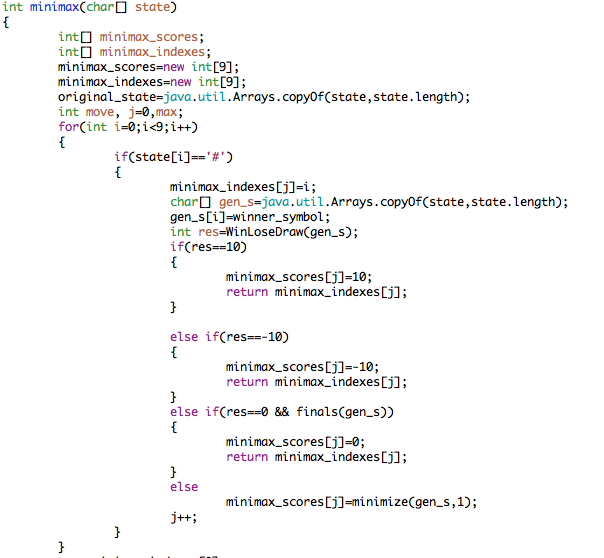 int minimax(char[] state)
{
int[] minimax_scores;
int[] minimax_indexes;
minimax_scores=new int[9];
minimax_indexes=new int[9];
original_state=java.util.Arrays.copyOf(state,state.length);
int move, j=0,max;
for(int i=0;i<9;i++)
{
if(state[i]=='#')
{
minimax_indexes[j]=i;
char[] gen_s=java.util.Arrays.copyOf(state,state.length);
gen_s[i]=winner_symbol;
int res=WinLoseDraw(gen_s);
if(res==10)
{
minimax_scores[j]=10;
return minimax_indexes[j];
}
else if(res==-10)
{
minimax_scores[j]=-10;
return minimax_indexes[j];
}
else if(res==0 && finals(gen_s))
{
minimax_scores[j]=0;
return minimax_indexes[j];
}
else
minimax_scores[j]=minimize(gen_s,1);
j++;
}
}